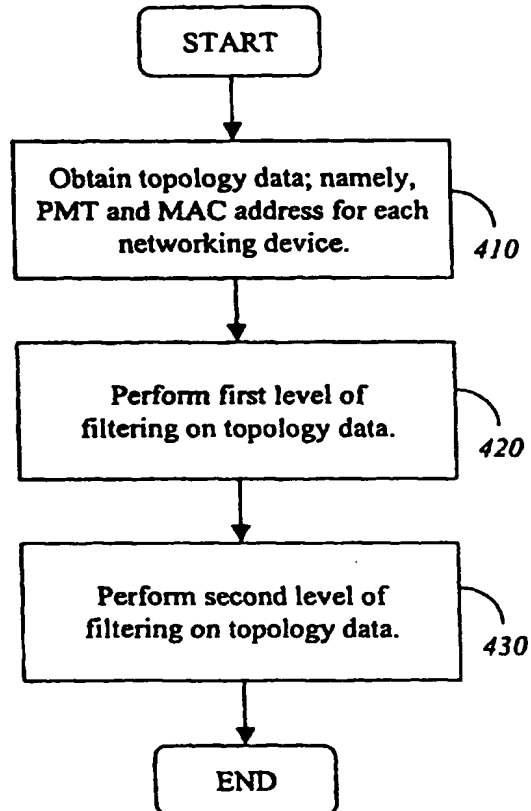 START
Obtain topology data; namely,
PMT and MAC address for each
networking device.
410
Perform first level of
filtering on topology data.
420
Perform second level of
filtering on topology data.
430
END